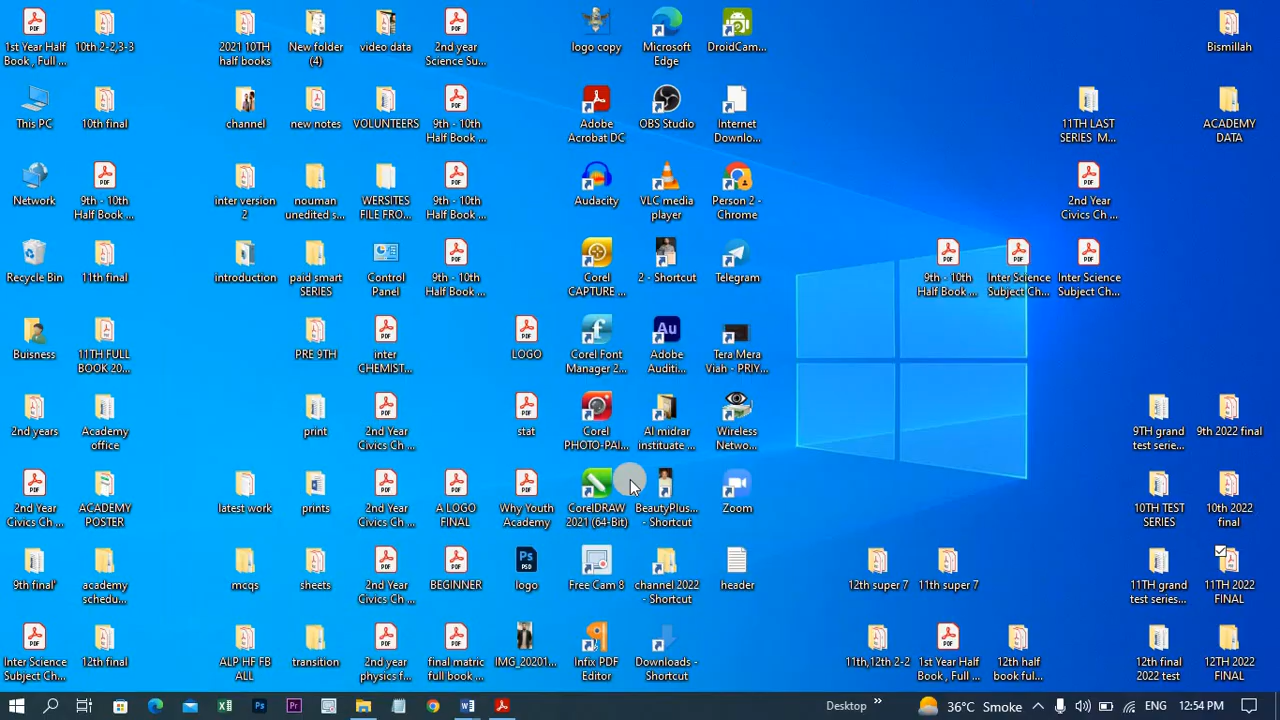 1st Year Half
Book , Full ...
10th 2-2,3-3
2021 10TH
half books
New folder
(4)
video data
2nd year
Science Su...
logo copy
Microsoft
Edge
DroidCam...
Bismillah
This PC
10th final
channel
new notes
VOLUNTEERS
9th - 10th
Half Book ...
Adobe
Acrobat DC
OBS Studio
Internet
Downlo...
11TH LAST
SERIES M...
ACADEMY
DATA
Network
9th - 10th
Half Book ...
inter version
2
nouman
unedited s...
WERSITES
FILE FRO...
9th - 10th
Half Book ...
Audacity
VLC media
player
Person 2 -
Chrome
2nd Year
Civics Ch ...
Recycle Bin
11th final
introduction
paid smart
SERIES
Control
Panel
9th - 10th
Half Book ...
Corel
CAPTURE ...
2 - Shortcut
Telegram
9th - 10th
Half Book ...
Inter Science
Subject Ch...
Inter Science
Subject Ch...
Buisness
11TH FULL
BOOK 20...
PRE 9TH
inter
CHEMIST...
LOGO
Corel Font
Manager 2...
Au
Adobe
Auditi...
Tera Mera
Viah - PRIY...
2nd years
Academy
office
print
2nd Year
Civics Ch ...
stat
Corel
PHOTO-PAI...
Al midrar
instituate ...
Wireless
Netwo...
9TH grand
test serie...
9th 2022 final
2nd Year
Civics Ch ...
ACADEMY
POSTER
latest work
prints
2nd Year
Civics Ch ...
A LOGO
FINAL
Why Youth
Academy
CorelDRAW
2021 (64-Bit)
BeautyPlus...
- Shortcut
Zoom
10TH TEST
SERIES
10th 2022
final
9th final'
academy
schedu...
mcqs
sheets
2nd Year
Civics Ch ...
BEGINNER
Ps
PSD
logo
Free Cam 8
channel 2022
- Shortcut
header
12th super 7
11th super 7
11TH grand
test series...
11TH 2022
FINAL
Inter Science
Subject Ch...
12th final
ALP HF FB
ALL
transition
2nd year
physics f...
final matric
full book ...
IMG_20201...
Infix PDF
Editor
Downloads -
Shortcut
11th,12th 2-2
1st Year Half
Book , Full ...
12th half
book ful...
12th final
2022 test
12TH 2022
FINAL
Ps
Pr
Desktop
36°C Smoke
ENG
12:54 PM